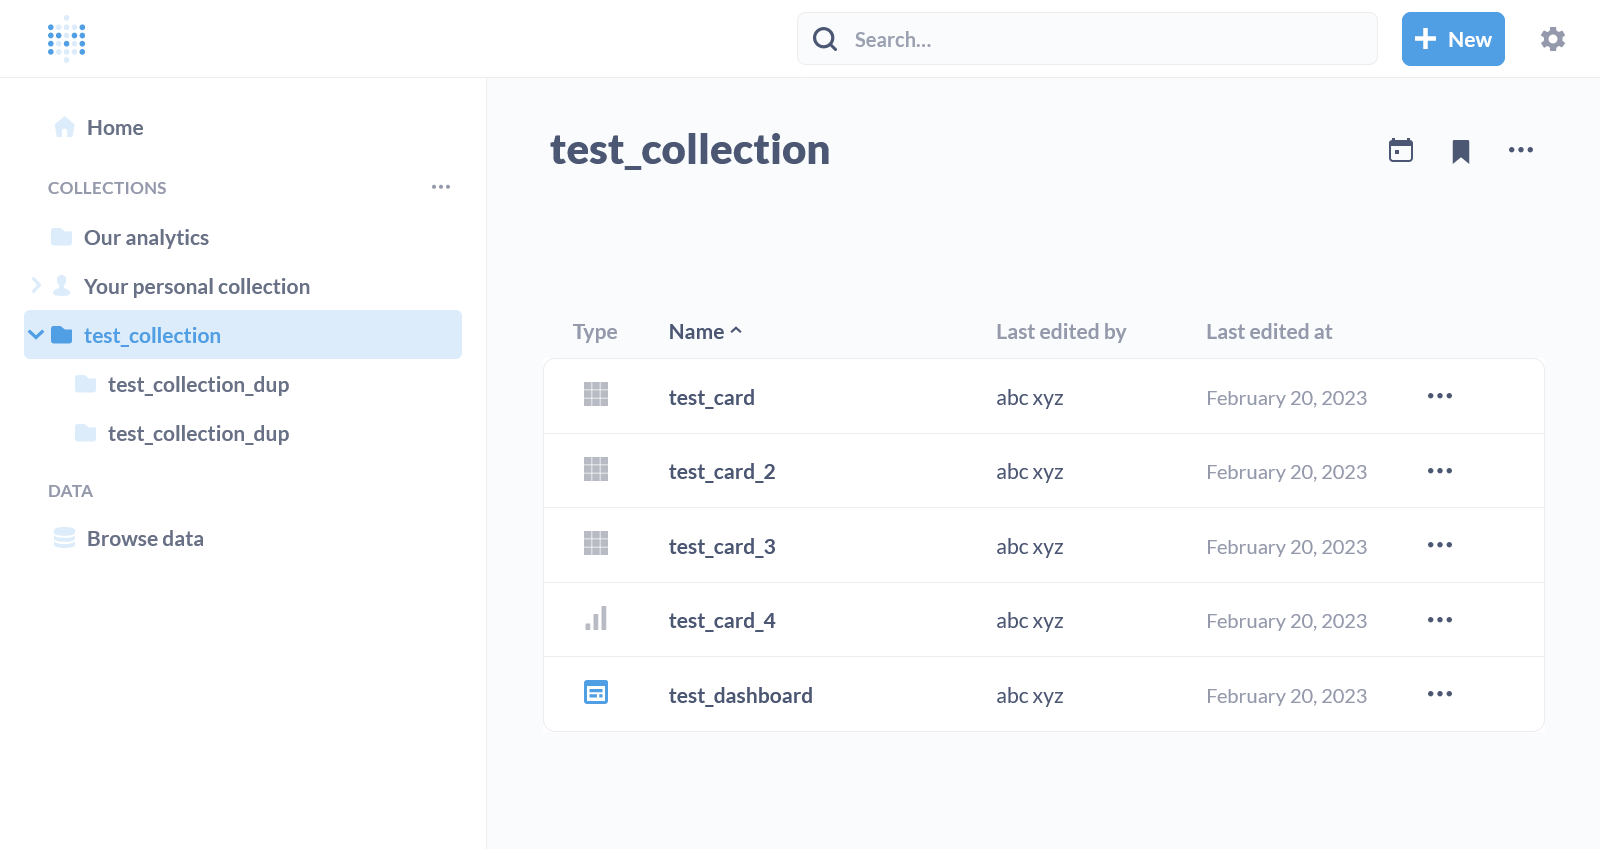 Search...
New
Home
COLLECTIONS
Our analytics
Your personal collection
test_collection
test_collection_dup
test_collection_dup
DATA
Browse data
test_collection
Type Name Last edited by Last edited at
test_card abc xyz February 20, 2023
test_card_2 abc xyz February 20, 2023
test_card_3 abc xyz February 20, 2023
test_card_4 abc xyz February 20, 2023
test_dashboard abc xyz February 20, 2023